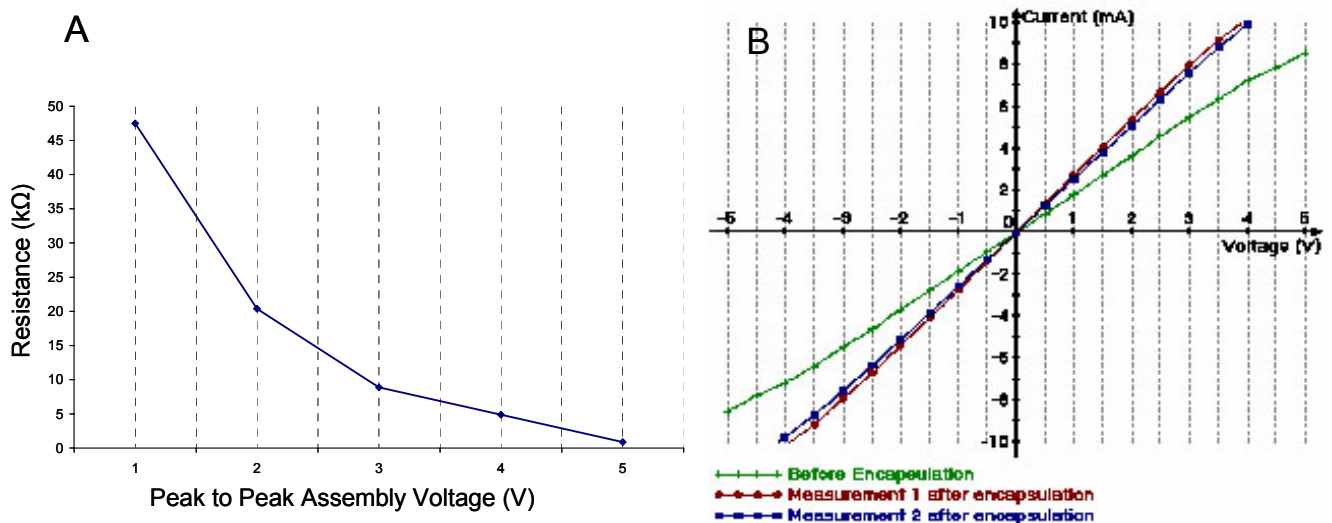 A
Resistance (kΩ)
50
45
40
35
30
25
20
15
10
5
0
1 2 3 4 5
Peak to Peak Assembly Voltage (V)
B
Current (mA)
10
8
6
4
2
0
-5 -4 -3 -2 -1 1 2 3 4 5
Voltage (V)
-2
-4
-6
-8
-10
Before Encapsulation
Measurement 1 after encapsulation
Measurement 2 after encapsulation